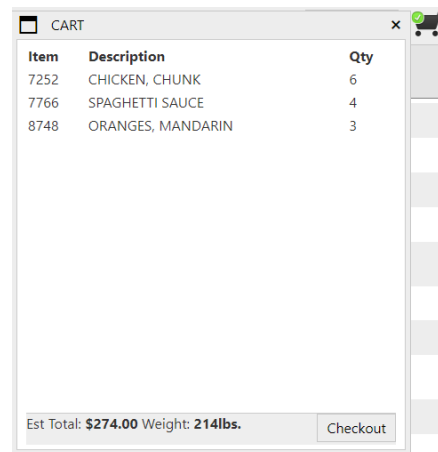 CART ×
Item Description Qty
7252 CHICKEN, CHUNK 6
7766 SPAGHETTI SAUCE 4
8748 ORANGES, MANDARIN 3
Est Total: $274.00 Weight: 214lbs. Checkout